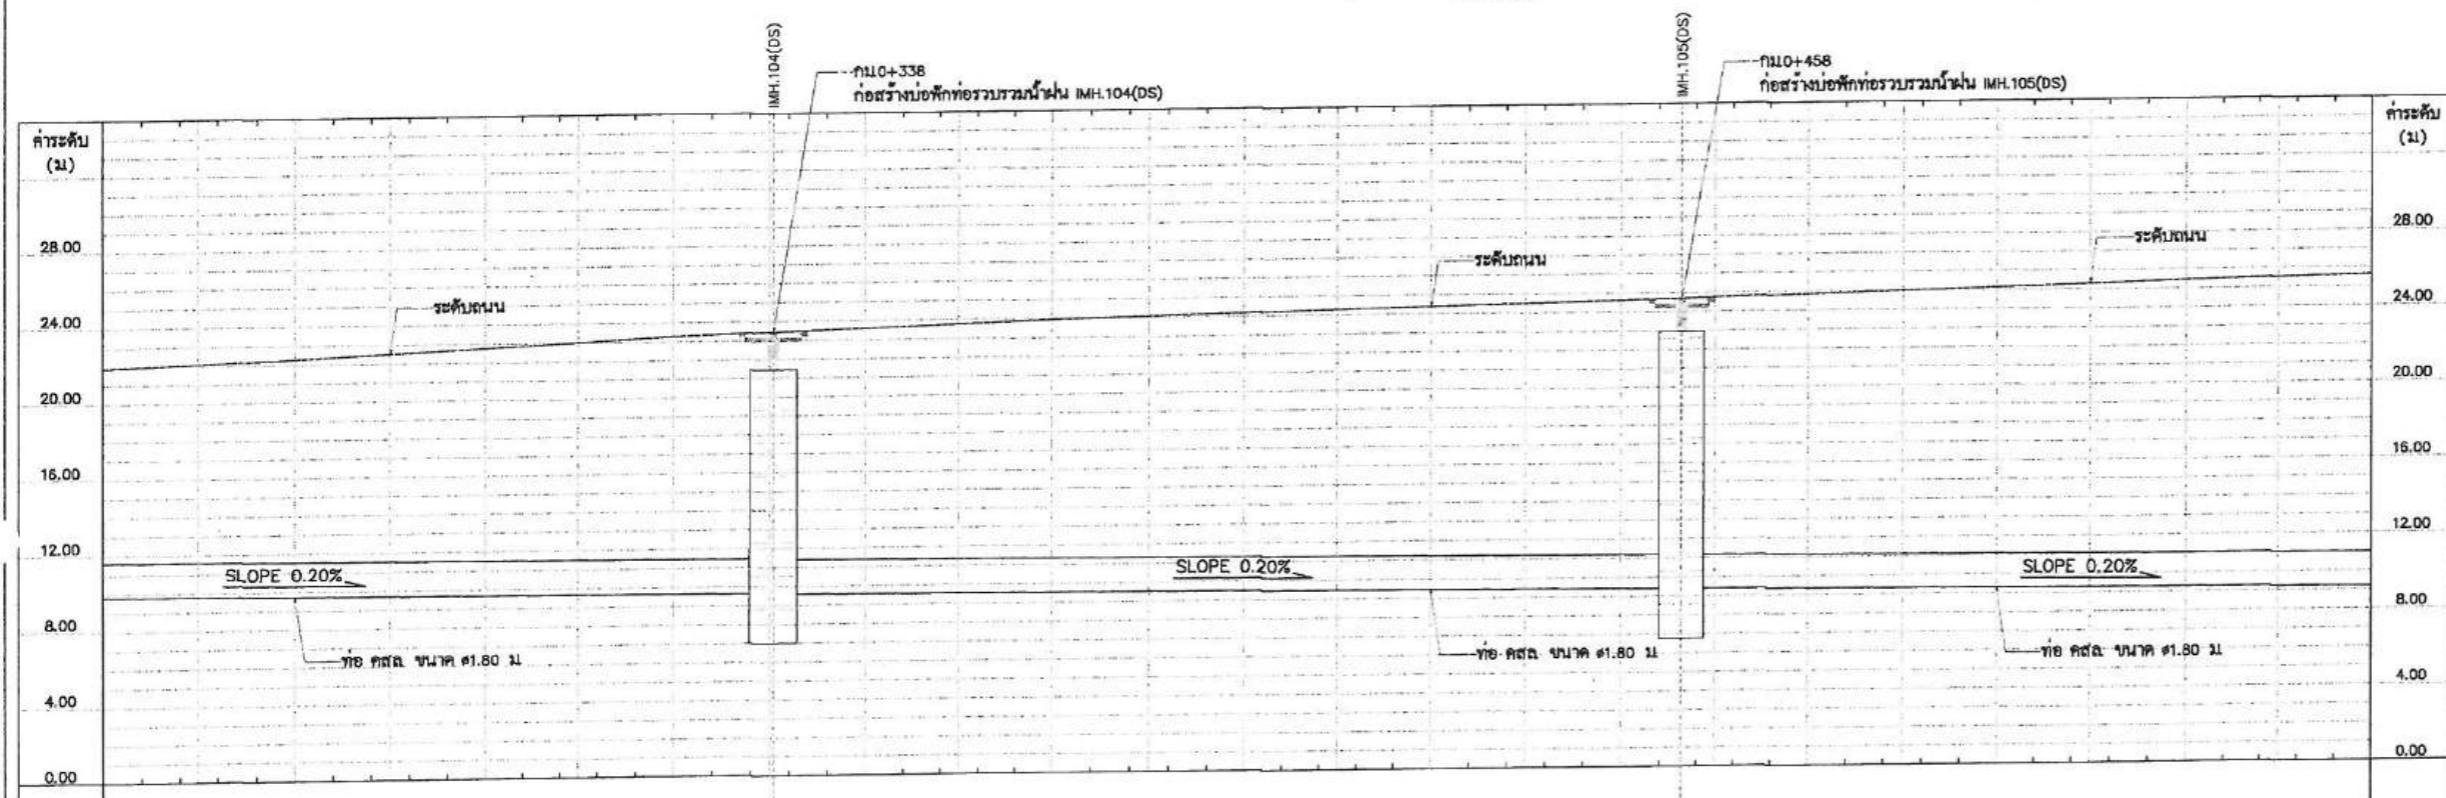 IMH.104(DS)
กม.0+338
ก่อสร้างบ่อพักท่อรวบรวมน้ำฝน IMH.104(DS)
IMH.105(DS)
กม.0+458
ก่อสร้างบ่อพักท่อรวบรวมน้ำฝน IMH.105(DS)
ค่าระดับ
(ม)
28.00
24.00
20.00
16.00
12.00
8.00
4.00
0.00
ระดับถนน
ระดับถนน
ระดับถนน
SLOPE 0.20%
SLOPE 0.20%
SLOPE 0.20%
ท่อ คสล. ขนาด ø1.80 ม
ท่อ คสล. ขนาด ø1.80 ม
ท่อ คสล. ขนาด ø1.80 ม
ค่าระดับ
(ม)
28.00
24.00
20.00
16.00
12.00
8.00
4.00
0.00